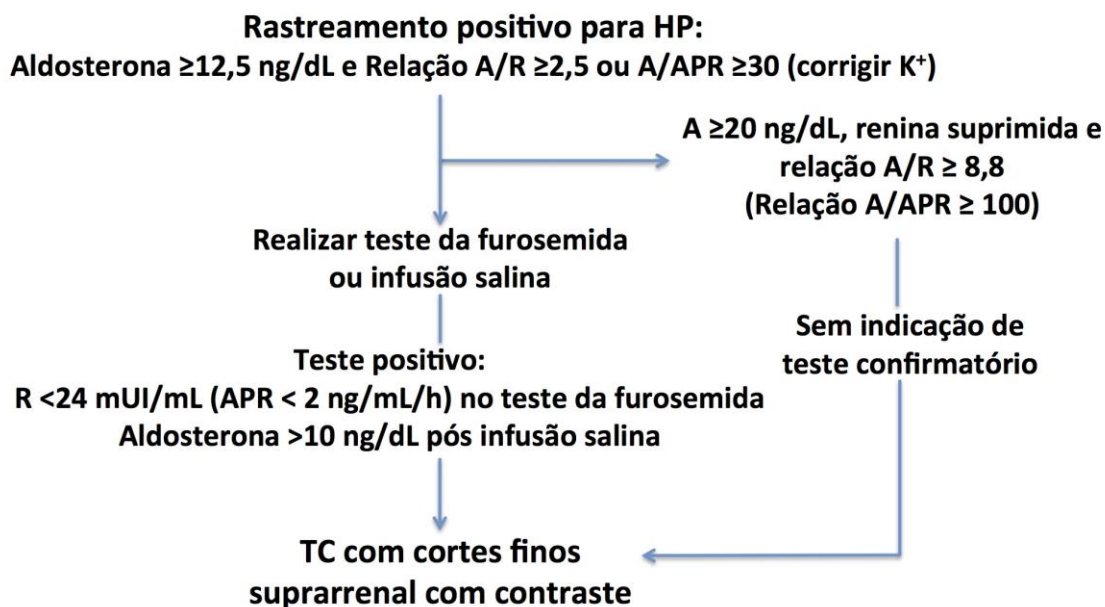 Rastreamento positivo para HP:
Aldosterona ≥12,5 ng/dL e Relação A/R ≥2,5 ou A/APR ≥30 (corrigir K⁺)
A ≥20 ng/dL, renina suprimida e
relação A/R ≥ 8,8
(Relação A/APR ≥ 100)
Realizar teste da furosemida
ou infusão salina
Sem indicação de
teste confirmatório
Teste positivo:
R <24 mUI/mL (APR < 2 ng/mL/h) no teste da furosemida
Aldosterona >10 ng/dL pós infusão salina
TC com cortes finos
suprarrenal com contraste